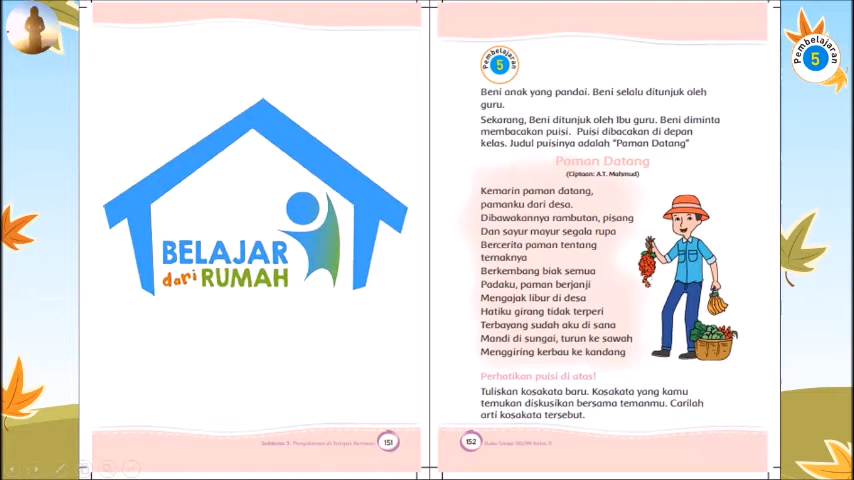 BELAJAR
dari RUMAH
Subtema 3. Pengalaman di Tempat Bermain
151
Pembelajaran
5
Beni anak yang pandai. Beni selalu ditunjuk oleh
guru.
Sekarang, Beni ditunjuk oleh Ibu guru. Beni diminta
membacakan puisi. Puisi dibacakan di depan
kelas. Judul puisinya adalah “Paman Datang”
Paman Datang
(Ciptaan: A.T. Mahmud)
Kemarin paman datang,
pamanku dari desa.
Dibawakannya rambutan, pisang
Dan sayur mayur segala rupa
Bercerita paman tentang
ternaknya
Berkembang biak semua
Padaku, paman berjanji
Mengajak libur di desa
Hatiku girang tidak terperi
Terbayang sudah aku di sana
Mandi di sungai, turun ke sawah
Menggiring kerbau ke kandang
Perhatikan puisi di atas!
Tuliskan kosakata baru. Kosakata yang kamu
temukan diskusikan bersama temanmu. Carilah
arti kosakata tersebut.
152
Buku Siswa SD/MI Kelas
Pembelajaran
5